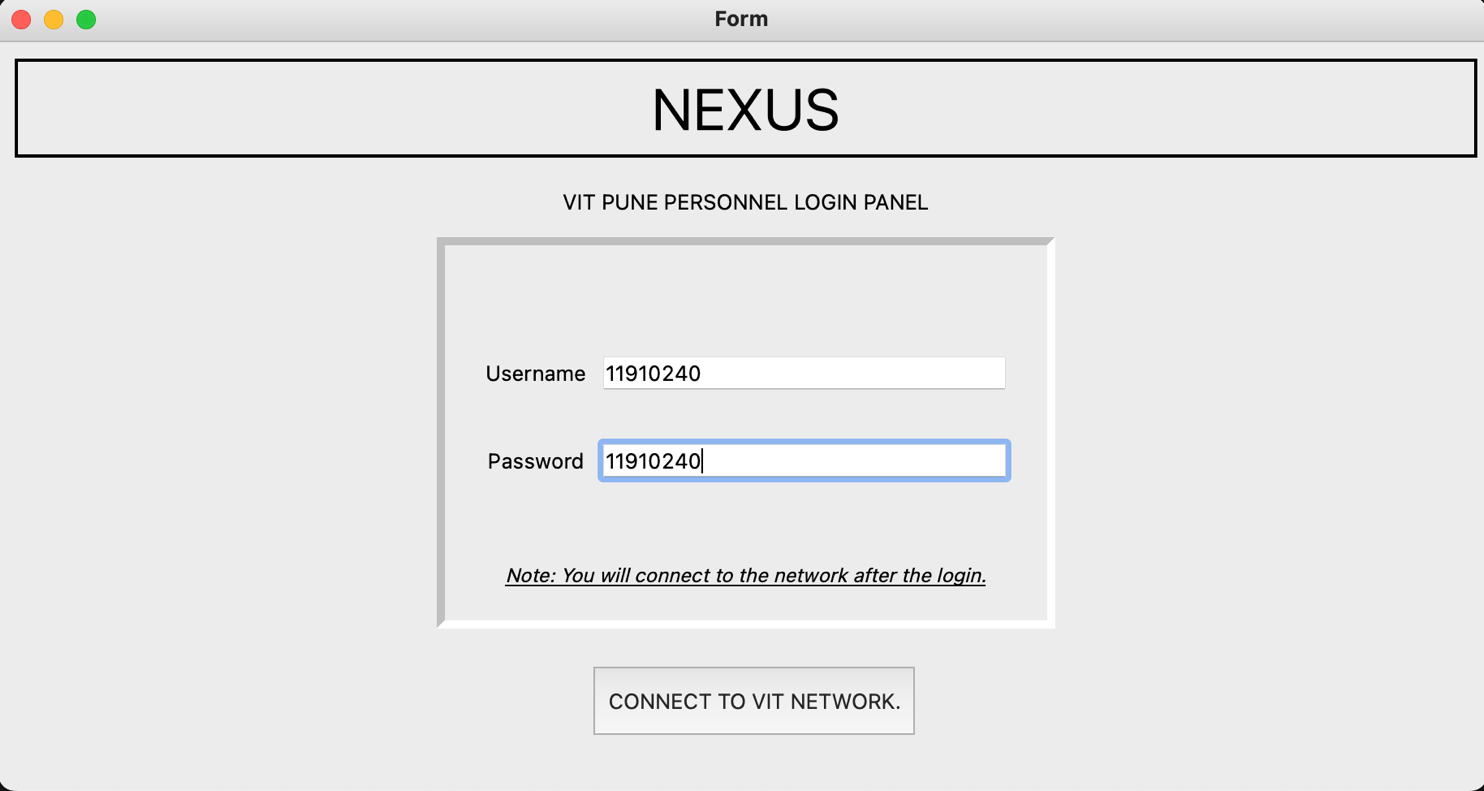 Form
NEXUS
VIT PUNE PERSONNEL LOGIN PANEL
Username 11910240
Password 11910240
Note: You will connect to the network after the login.
CONNECT TO VIT NETWORK.